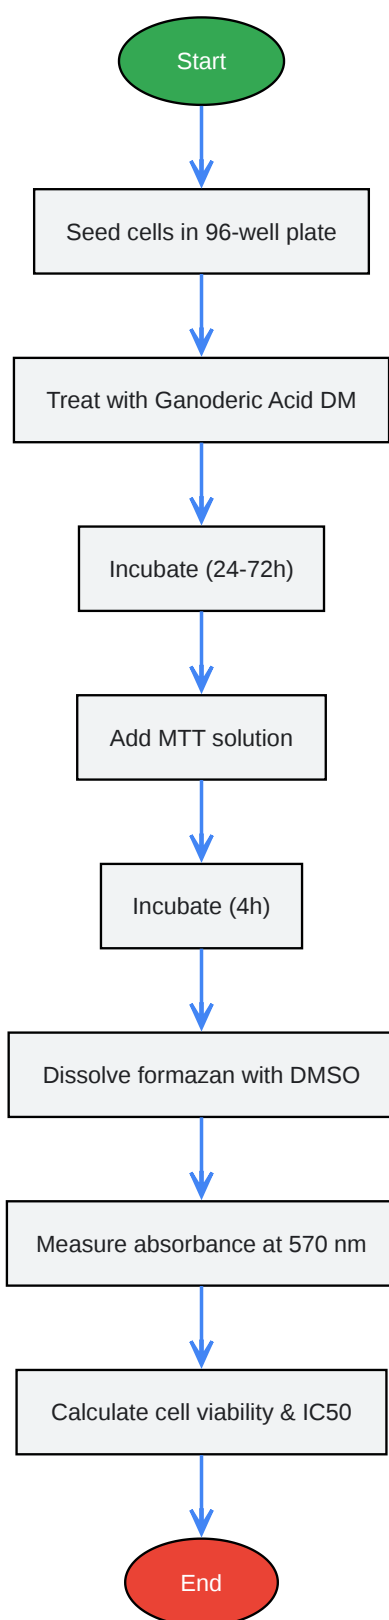 Start
Seed cells in 96-well plate
Treat with Ganoderic Acid DM
Incubate (24-72h)
Add MTT solution
Incubate (4h)
Dissolve formazan with DMSO
Measure absorbance at 570 nm
Calculate cell viability & IC50
End